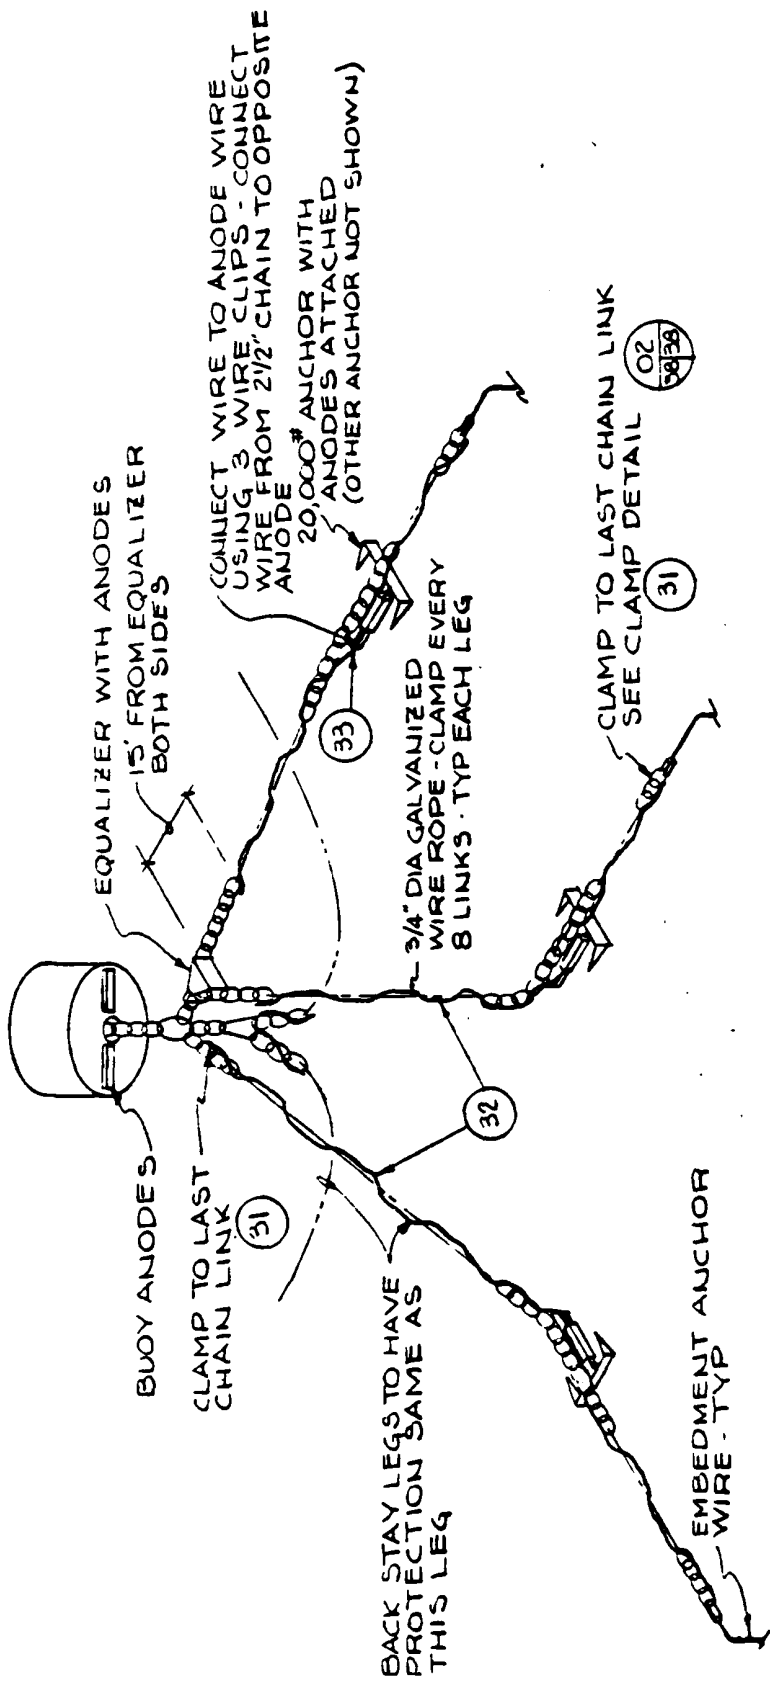 BUOY ANODES
CLAMP TO LAST
CHAIN LINK
31
BACK STAY LEGS TO HAVE
PROTECTION SAME AS
THIS LEG
EMBEDMENT ANCHOR
WIRE - TYP
32
EQUALIZER WITH ANODES
15' FROM EQUALIZER
BOTH SIDES
3/4" DIA GALVANIZED
WIRE ROPE - CLAMP EVERY
8 LINKS - TYP EACH LEG
33
CONNECT WIRE TO ANODE WIRE
USING 3 WIRE CLIPS - CONNECT
WIRE FROM 2 1/2" CHAIN TO OPPOSITE
ANODE
20,000# ANCHOR WITH
ANODES ATTACHED
(OTHER ANCHOR NOT SHOWN)
CLAMP TO LAST CHAIN LINK
SEE CLAMP DETAIL
31
02
38 38